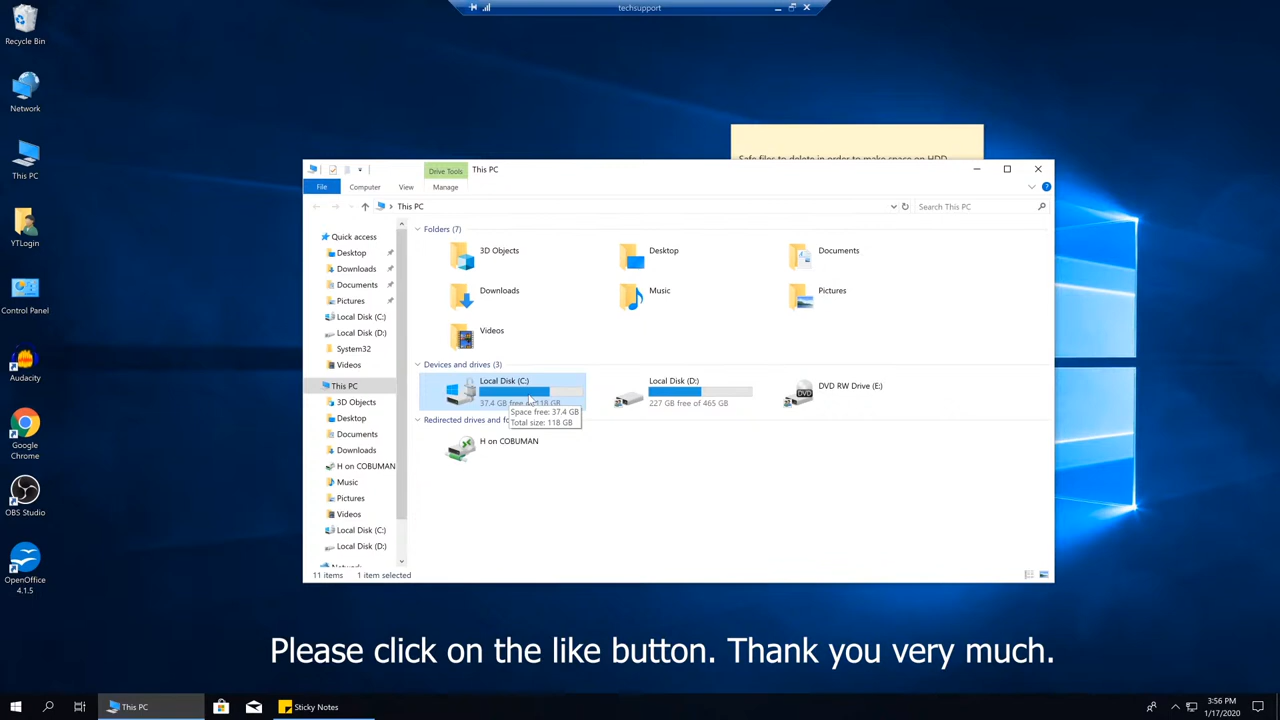 techsupport
Recycle Bin
Network
This PC
YTLogin
Control Panel
Audacity
Google
Chrome
OBS Studio
OpenOffice
4.1.5
Safe files to delete in order to make space on HDD
Drive Tools
This PC
File
Computer
View
Manage
This PC
Search This PC
Quick access
Desktop
Downloads
Documents
Pictures
Local Disk (C:)
Local Disk (D:)
System32
Videos
This PC
3D Objects
Desktop
Documents
Downloads
H on COBUMAN
Music
Pictures
Videos
Local Disk (C:)
Local Disk (D:)
Network
Folders (7)
3D Objects
Desktop
Documents
Downloads
Music
Pictures
Videos
Devices and drives (3)
Local Disk (C:)
37.4 GB free of 118 GB
Space free: 37.4 GB
Total size: 118 GB
Local Disk (D:)
227 GB free of 465 GB
DVD RW Drive (E:)
DVD
Redirected drives and fo
H on COBUMAN
11 items
1 item selected
Please click on the like button. Thank you very much.
This PC
Sticky Notes
3:56 PM
1/17/2020